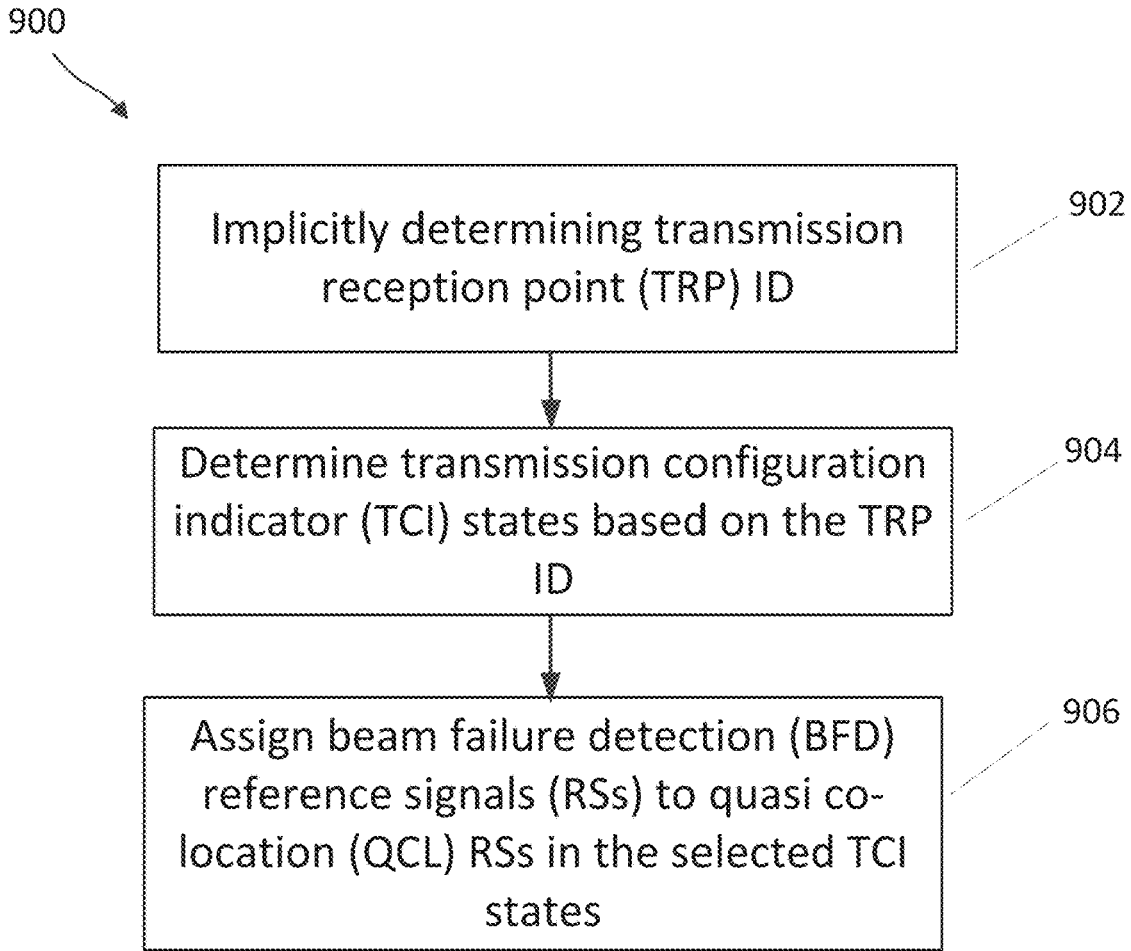 900
Implicitly determining transmission
reception point (TRP) ID
902
Determine transmission configuration
indicator (TCI) states based on the TRP
ID
904
Assign beam failure detection (BFD)
reference signals (RSs) to quasi co-
location (QCL) RSs in the selected TCI
states
906